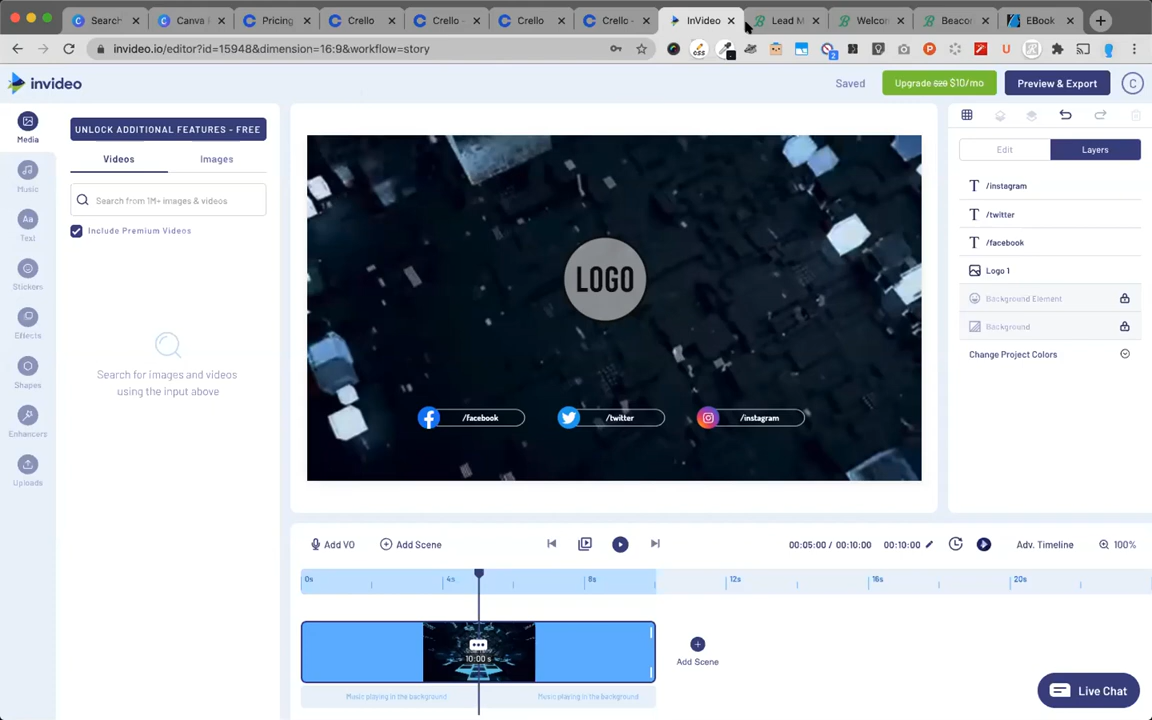 Search
Canva
Pricing
Crello
Crello -
Crello
Crello -
InVideo
Lead M
Welcom
Beacon
EBook
invideo.io/editor?id=15948&dimension=16:9&workflow=story
2
invideo
Saved
Upgrade $20 $10/mo
Preview & Export
C
Media
Music
Text
Stickers
Effects
Shapes
Enhancers
Uploads
UNLOCK ADDITIONAL FEATURES - FREE
Videos Images
Search from 1M+ images & videos
Include Premium Videos
Search for images and videos
using the input above
LOGO
/facebook /twitter /instagram
Edit Layers
/instagram
/twitter
/facebook
Logo 1
Background Element
Background
Change Project Colors
Add VO Add Scene
00:05:00 / 00:10:00 00:10:00 Adv. Timeline 100%
0s 4s 8s 12s 16s 20s
10:00 s
Add Scene
Music playing in the background Music playing in the background
Live Chat